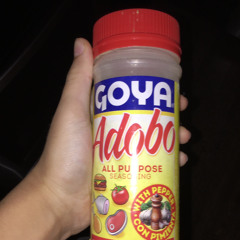 GOYA
Adobo
ALL PURPOSE
SEASONING
WITH PEPPER
CON PIMIENTA